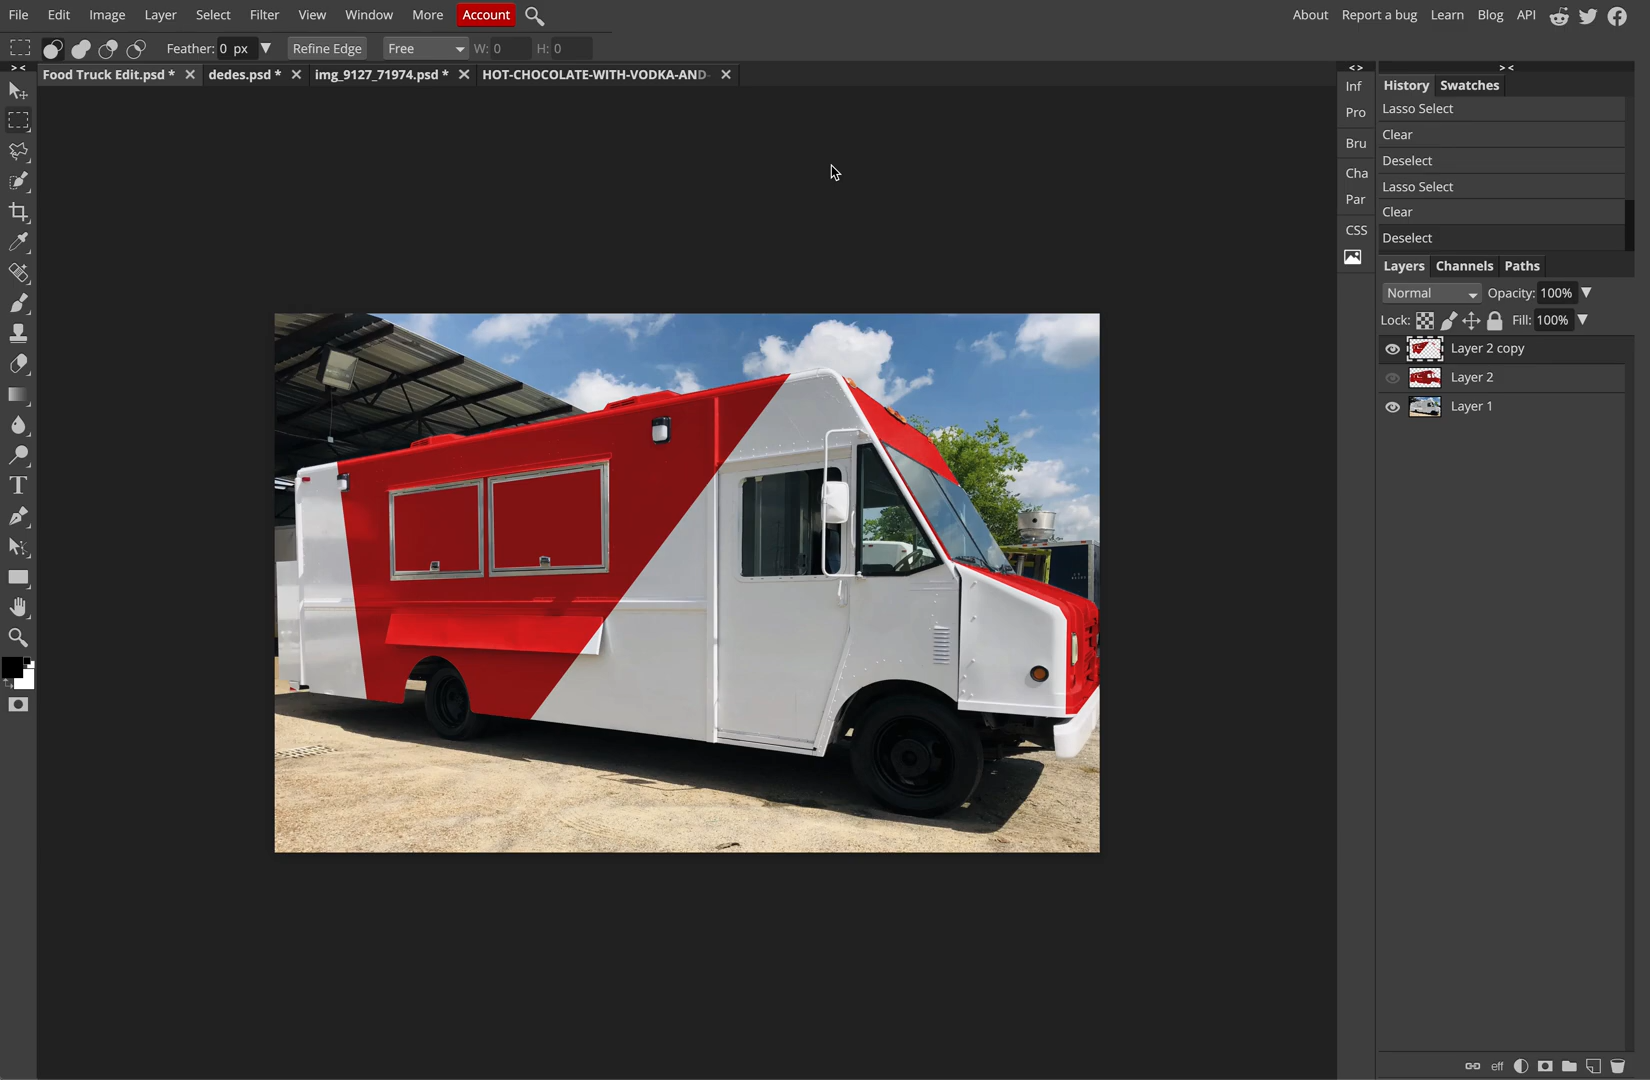 File Edit Image Layer Select Filter View Window More Account About Report a bug Learn Blog API
Feather: 0 px Refine Edge Free W: 0 H: 0
Food Truck Edit.psd * dedes.psd * img_9127_71974.psd * HOT-CHOCOLATE-WITH-VODKA-AND-
> < < > > <
Inf
Pro
Bru
Cha
Par
CSS
History Swatches
Lasso Select
Clear
Deselect
Lasso Select
Clear
Deselect
Layers Channels Paths
Normal Opacity: 100%
Lock: Fill: 100%
Layer 2 copy
Layer 2
Layer 1
eff